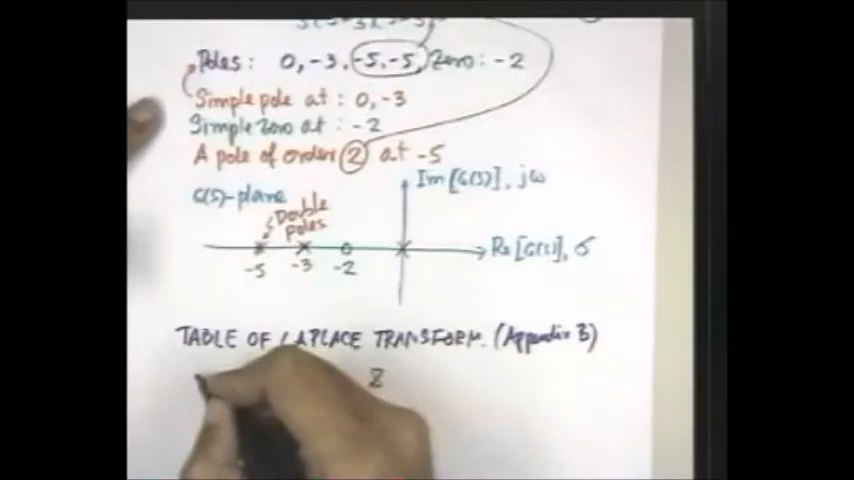 Poles: 0, -3, -5, -5, Zero: -2
Simple pole at: 0, -3
Simple Zero at: -2
A pole of order 2 at -5
Im [G(S)], jω
G(S)-plane
Double
poles
Re [G(S)], σ
-5 -3 -2
TABLE OF LAPLACE TRANSFORM. (Appendix B)